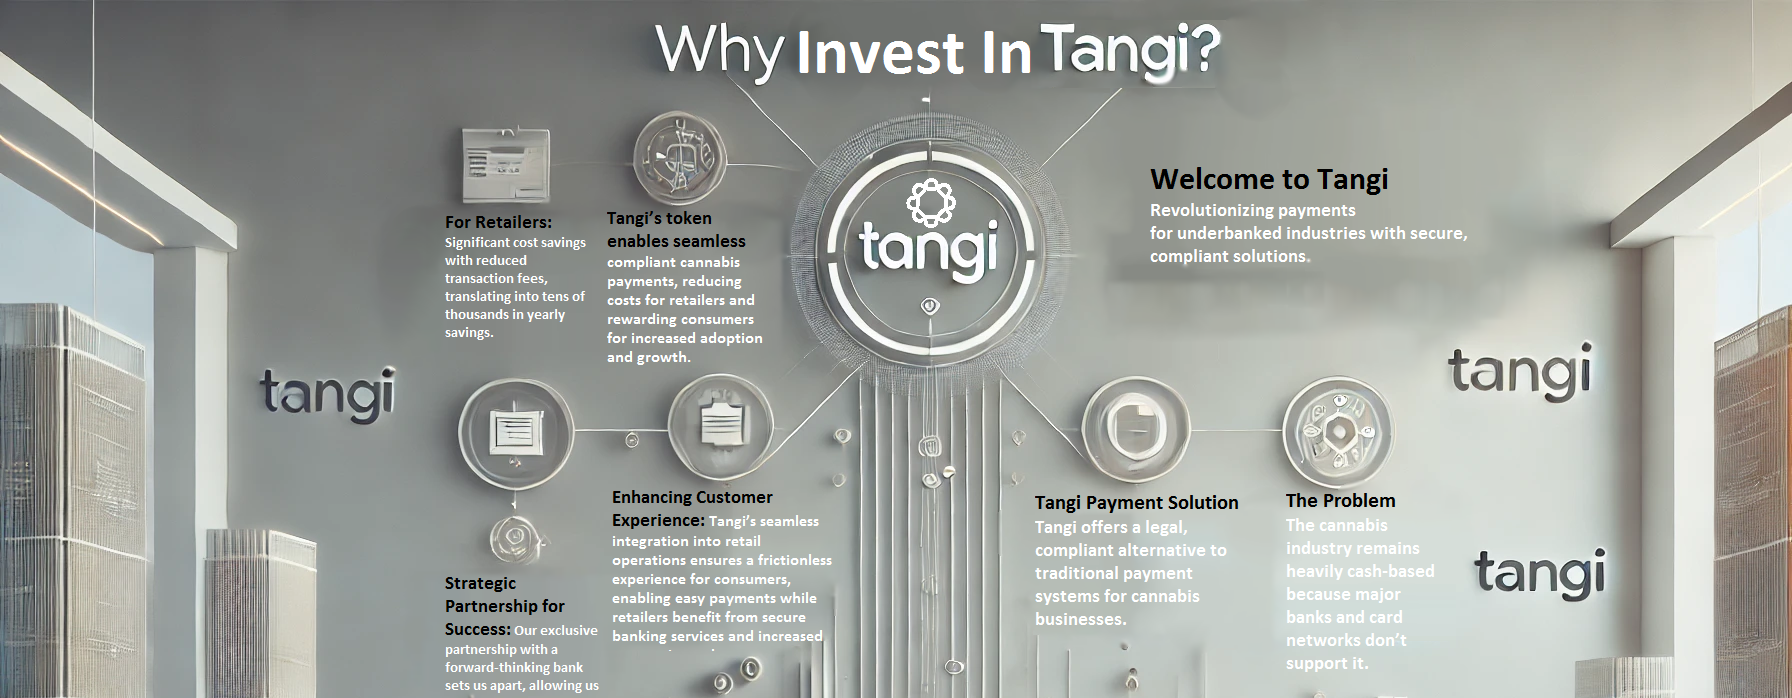 Why Invest In Tangi?
tangi
Welcome to Tangi
Revolutionizing payments
for underbanked industries with secure,
compliant solutions.
For Retailers:
Significant cost savings
with reduced
transaction fees,
translating into tens of
thousands in yearly
savings.
Tangi’s token
enables seamless
compliant cannabis
payments, reducing
costs for retailers and
rewarding consumers
for increased adoption
and growth.
tangi
tangi
Strategic
Partnership for
Success: Our exclusive
partnership with a
forward-thinking bank
sets us apart, allowing us
Enhancing Customer
Experience: Tangi’s seamless
integration into retail
operations ensures a frictionless
experience for consumers,
enabling easy payments while
retailers benefit from secure
banking services and increased
Tangi Payment Solution
Tangi offers a legal,
compliant alternative to
traditional payment
systems for cannabis
businesses.
The Problem
The cannabis
industry remains
heavily cash-based
because major
banks and card
networks don’t
support it.
tangi